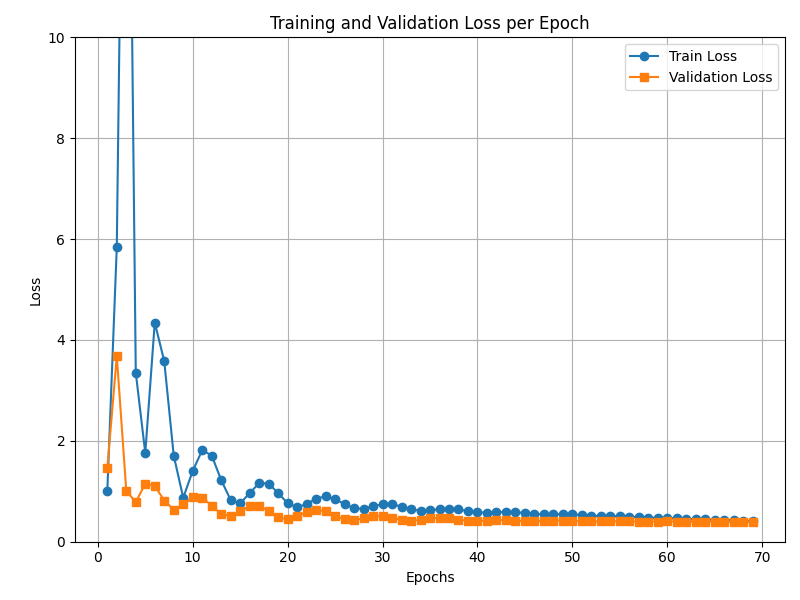 Training and Validation Loss per Epoch
Train Loss
Validation Loss
Loss
10
8
6
4
2
0
0 10 20 30 40 50 60 70
Epochs